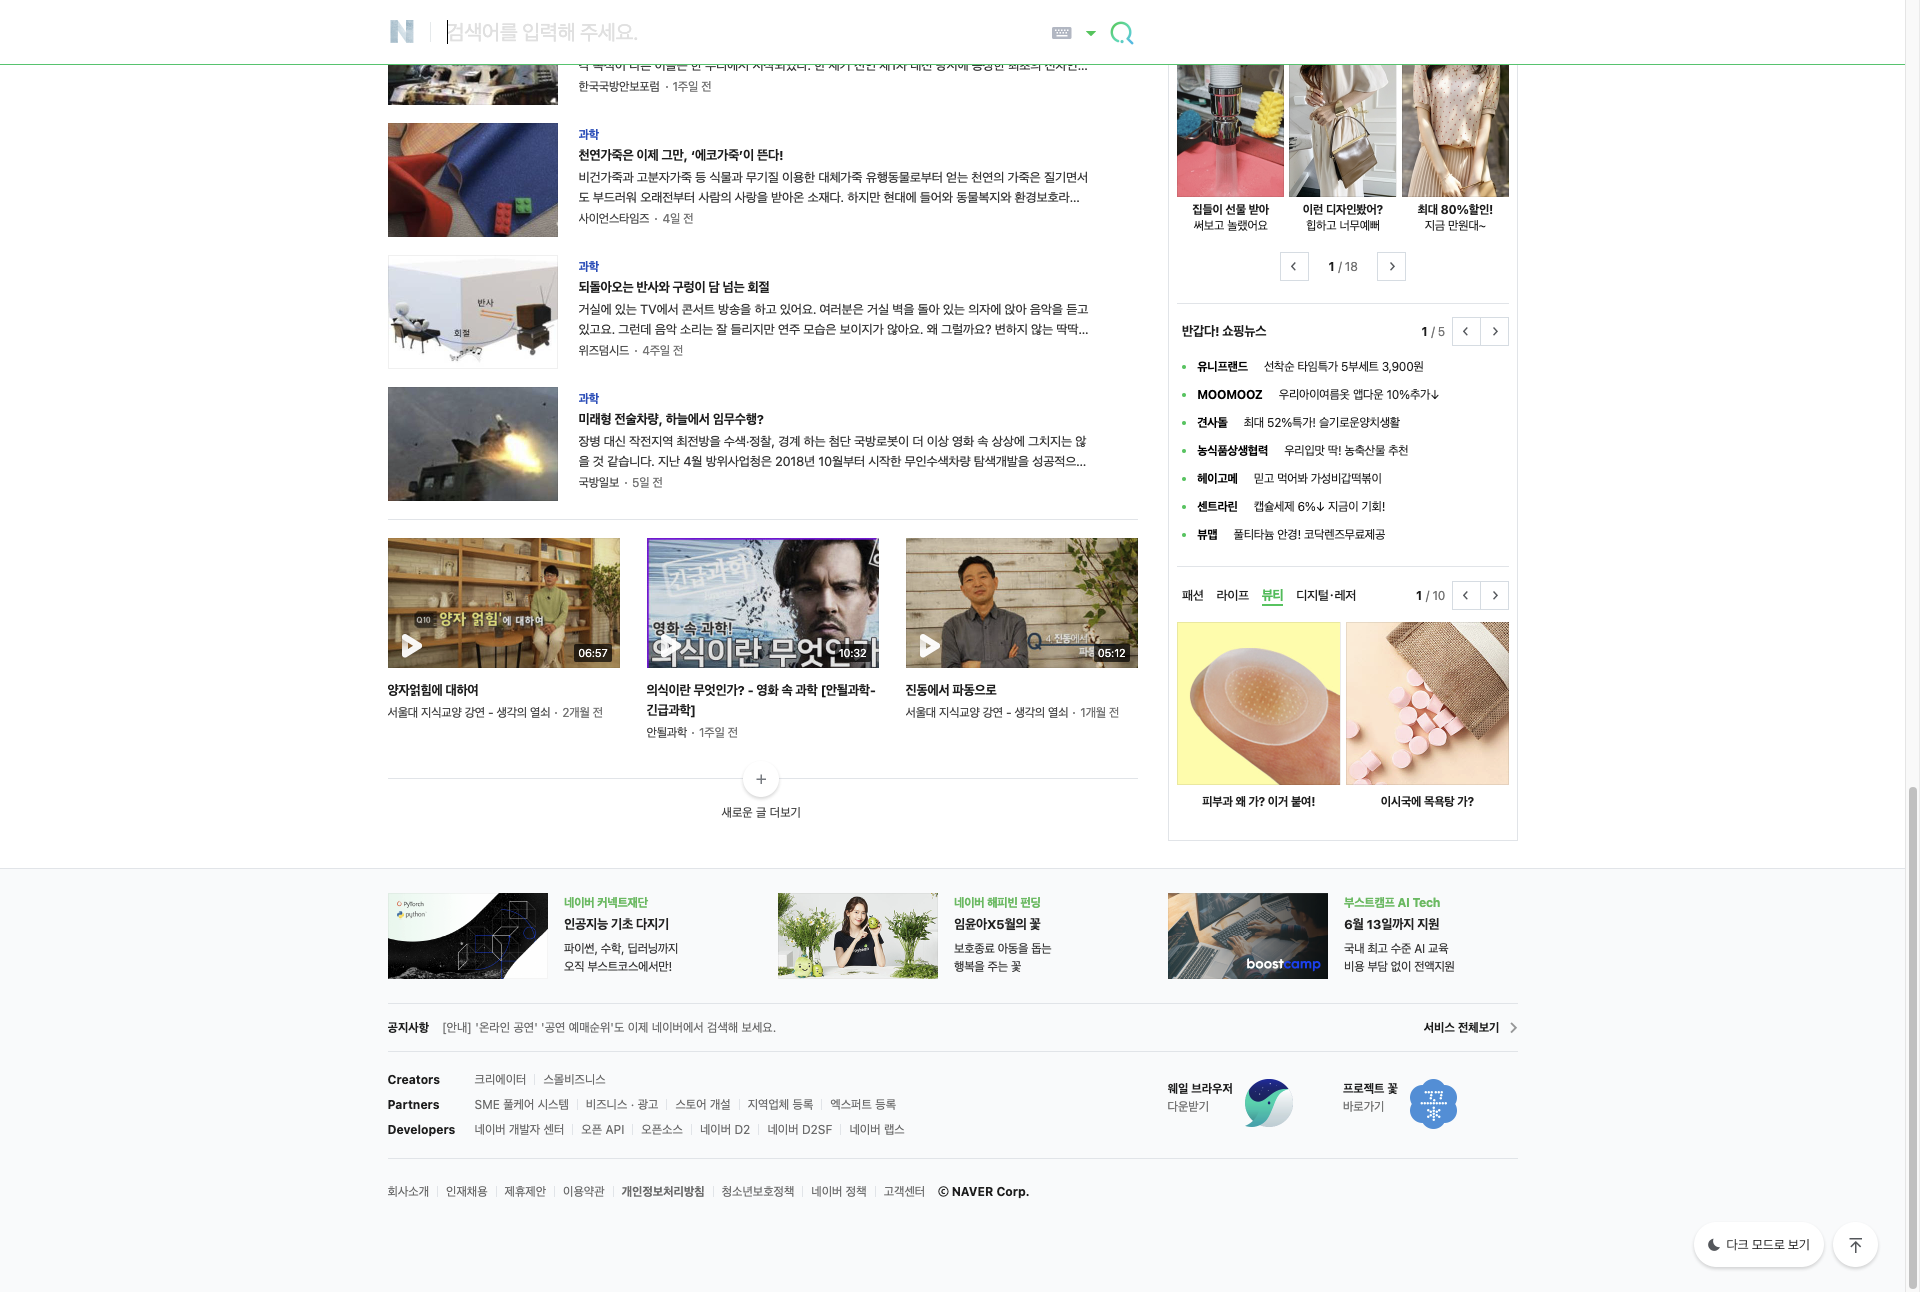 N
검색어를 입력해 주세요.
한국국방안보포럼 · 1주일 전
과학
천연가죽은 이제 그만, ‘에코가죽’이 뜬다!
비건가죽과 고분자가죽 등 식물과 무기질 이용한 대체가죽 유행동물로부터 얻는 천연의 가죽은 질기면서
도 부드러워 오래전부터 사람의 사랑을 받아온 소재다. 하지만 현대에 들어와 동물복지와 환경보호라...
사이언스타임즈 · 4일 전
반사
회절
과학
되돌아오는 반사와 구렁이 담 넘는 회절
거실에 있는 TV에서 콘서트 방송을 하고 있어요. 여러분은 거실 벽을 돌아 있는 의자에 앉아 음악을 듣고
있고요. 그런데 음악 소리는 잘 들리지만 연주 모습은 보이지가 않아요. 왜 그럴까요? 변하지 않는 딱딱...
위즈덤시드 · 4주일 전
과학
미래형 전술차량, 하늘에서 임무수행?
장병 대신 작전지역 최전방을 수색·정찰, 경계 하는 첨단 국방로봇이 더 이상 영화 속 상상에 그치지는 않
을 것 같습니다. 지난 4월 방위사업청은 2018년 10월부터 시작한 무인수색차량 탐색개발을 성공적으...
국방일보 · 5일 전
Q10 양자 얽힘'에 대하여
06:57
양자얽힘에 대하여
서울대 지식교양 강연 - 생각의 열쇠 · 2개월 전
긴급과학
영화 속 과학!
의식이란 무엇인가
10:32
의식이란 무엇인가? - 영화 속 과학 [안될과학-
긴급과학]
안될과학 · 1주일 전
Q 4. 진동에서
05:12
진동에서 파동으로
서울대 지식교양 강연 - 생각의 열쇠 · 1개월 전
새로운 글 더보기
집들이 선물 받아
써보고 놀랬어요
이런 디자인봤어?
힙하고 너무예뻐
최대 80%할인!
지금 만원대~
1 / 18
반갑다! 쇼핑뉴스 1 / 5
유니프랜드 선착순 타임특가 5부세트 3,900원
MOOMOOZ 우리아이여름옷 앱다운 10%추가↓
견사돌 최대 52%특가! 슬기로운양치생활
농식품상생협력 우리입맛 딱! 농축산물 추천
헤이고메 믿고 먹어봐 가성비갑떡볶이
센트라린 캡슐세제 6%↓ 지금이 기회!
뷰맵 풀티타늄 안경! 코닥렌즈무료제공
패션 라이프 뷰티 디지털·레저 1 / 10
피부과 왜 가? 이거 붙여!
이시국에 목욕탕 가?
PyTorch
python
네이버 커넥트재단
인공지능 기초 다지기
파이썬, 수학, 딥러닝까지
오직 부스트코스에서만!
네이버 해피빈 펀딩
임윤아X5월의 꽃
보호종료 아동을 돕는
행복을 주는 꽃
boostcamp
부스트캠프 AI Tech
6월 13일까지 지원
국내 최고 수준 AI 교육
비용 부담 없이 전액지원
공지사항 [안내] '온라인 공연' '공연 예매순위'도 이제 네이버에서 검색해 보세요.
서비스 전체보기
Creators 크리에이터 스몰비즈니스
Partners SME 풀케어 시스템 비즈니스 · 광고 스토어 개설 지역업체 등록 엑스퍼트 등록
Developers 네이버 개발자 센터 오픈 API 오픈소스 네이버 D2 네이버 D2SF 네이버 랩스
웨일 브라우저
다운받기
프로젝트 꽃
바로가기
회사소개 인재채용 제휴제안 이용약관 개인정보처리방침 청소년보호정책 네이버 정책 고객센터 © NAVER Corp.
다크 모드로 보기